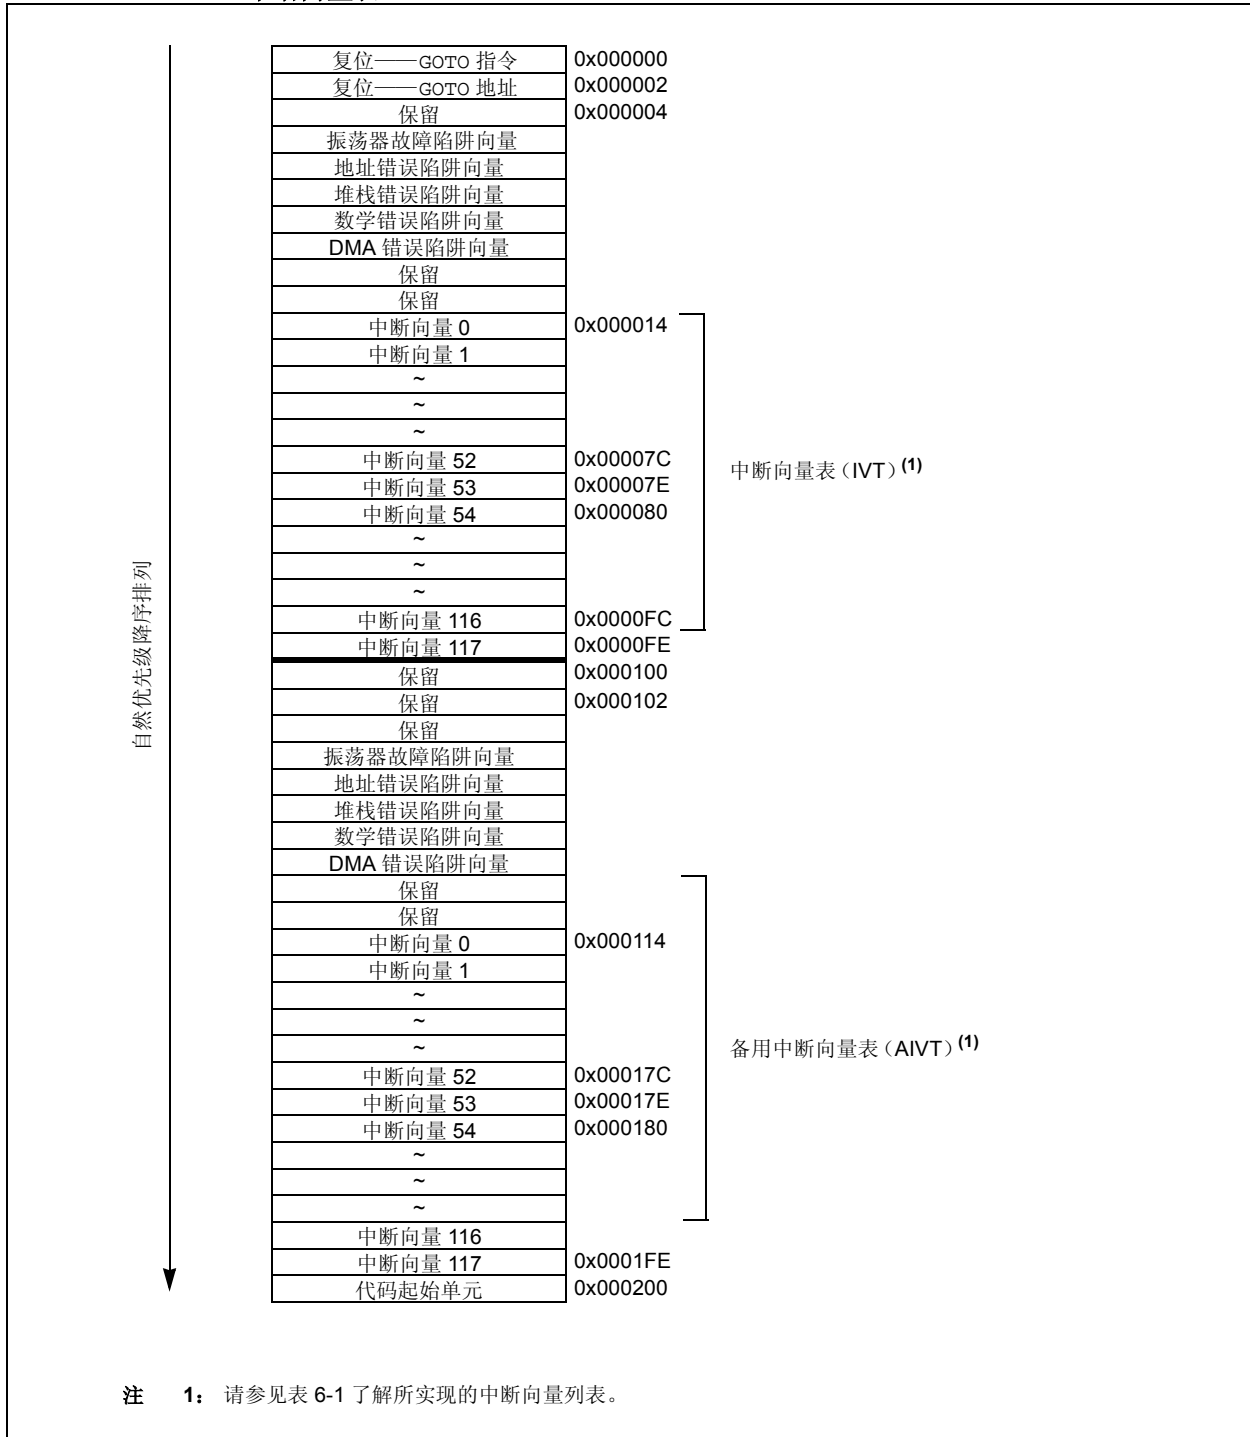 复位——GOTO 指令 0x000000
复位——GOTO 地址 0x000002
保留 0x000004
振荡器故障陷阱向量
地址错误陷阱向量
堆栈错误陷阱向量
数学错误陷阱向量
DMA 错误陷阱向量
保留
保留
中断向量 0 0x000014
中断向量 1
~
~
~
中断向量 52 0x00007C
中断向量表（IVT）(1)
中断向量 53 0x00007E
中断向量 54 0x000080
~
~
~
自然优先级降序排列
中断向量 116 0x0000FC
中断向量 117 0x0000FE
保留 0x000100
保留 0x000102
保留
振荡器故障陷阱向量
地址错误陷阱向量
堆栈错误陷阱向量
数学错误陷阱向量
DMA 错误陷阱向量
保留
保留
中断向量 0 0x000114
中断向量 1
~
~
~
备用中断向量表（AIVT）(1)
中断向量 52 0x00017C
中断向量 53 0x00017E
中断向量 54 0x000180
~
~
~
中断向量 116
中断向量 117 0x0001FE
代码起始单元 0x000200
注 1： 请参见表 6-1 了解所实现的中断向量列表。